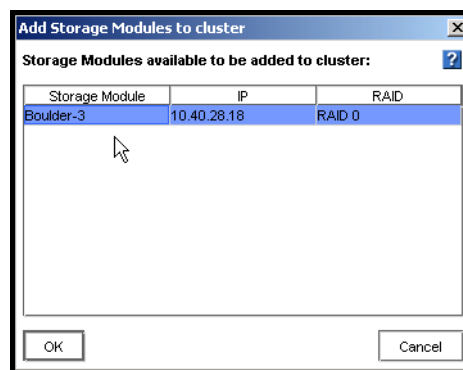 Add Storage Modules to cluster
Storage Modules available to be added to cluster:
Storage Module IP RAID
Boulder-3 10.40.28.18 RAID 0
OK Cancel